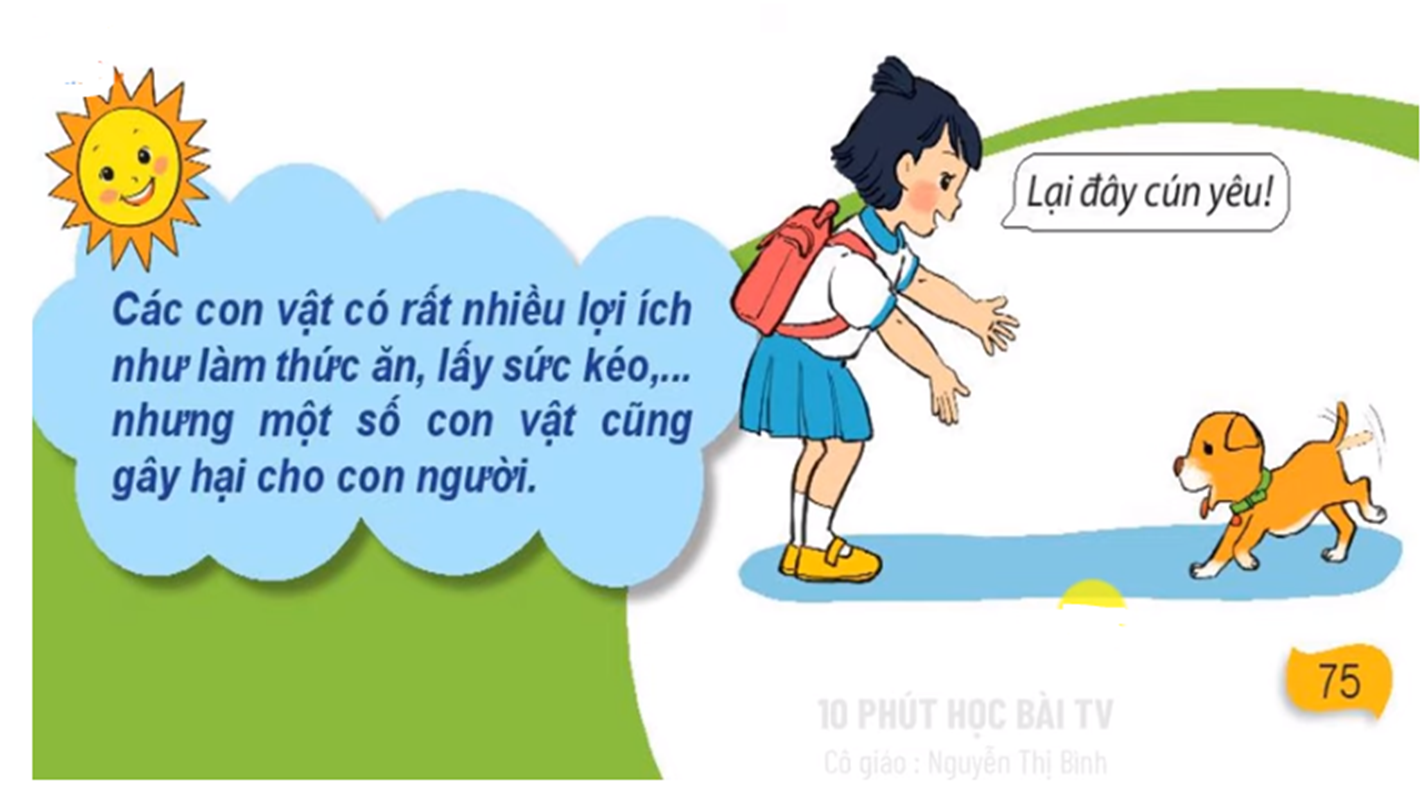 Các con vật có rất nhiều lợi ích
như làm thức ăn, lấy sức kéo,...
nhưng một số con vật cũng
gây hại cho con người.
Lại đây cún yêu!
75
10 PHÚT HỌC BÀI TV
Cô giáo : Nguyễn Thị Bình